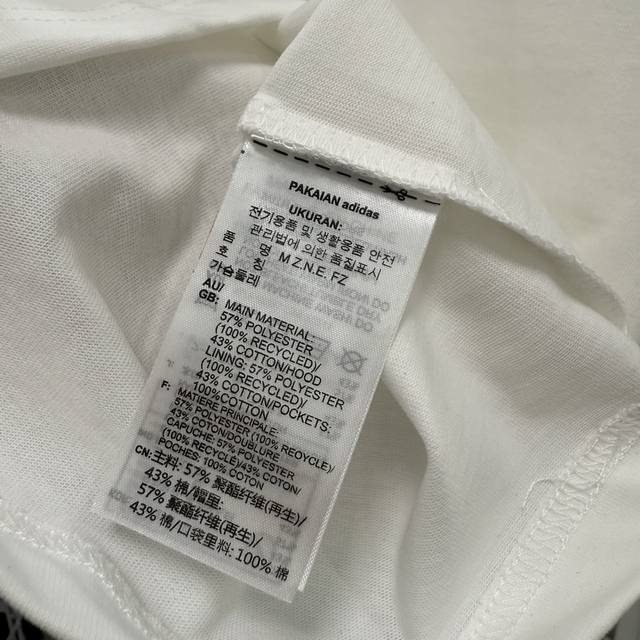 PAKAIAN adidas
UKURAN:
전기용품 및 생활용품 안전
관리법에 의한 품질표시
품 명 M Z.N.E. FZ
호 칭
가슴둘레
AU/
GB: MAIN MATERIAL:
57% POLYESTER
(100% RECYCLED)/
43% COTTON/HOOD
LINING: 57% POLYESTER
(100% RECYCLED)/
43% COTTON/POCKETS:
100%COTTON
F: MATIERE PRINCIPALE:
57% POLYESTER (100% RECYCLE)/
43% COTON/DOUBLURE
CAPUCHE: 57% POLYESTER
(100% RECYCLE)/43% COTON/
POCHES: 100% COTON
CN: 主料: 57% 聚酯纤维(再生)/
43% 棉/帽里:
57% 聚酯纤维(再生)/
43% 棉/口袋里料: 100% 棉